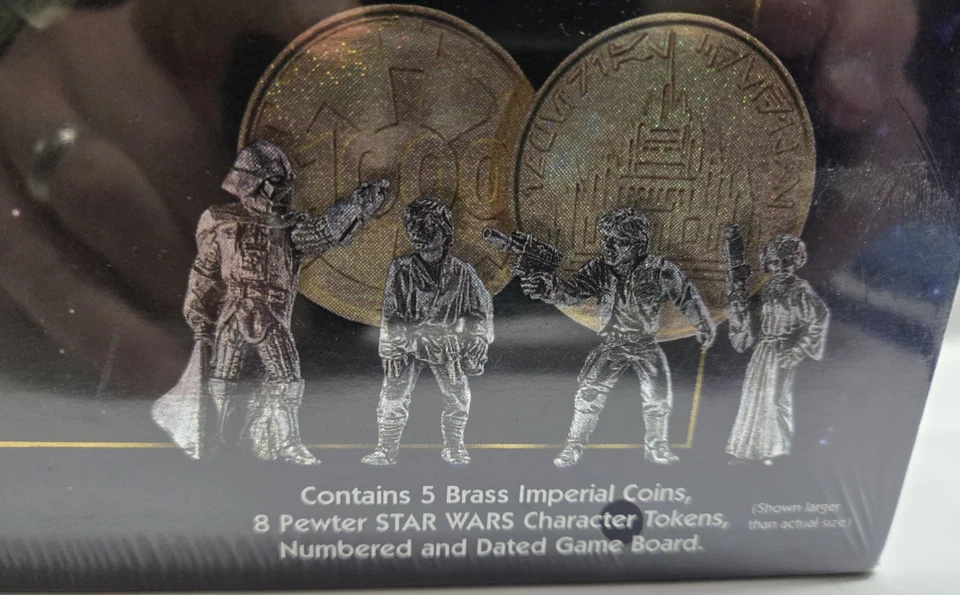 1000
Contains 5 Brass Imperial Coins,
8 Pewter STAR WARS Character Tokens,
Numbered and Dated Game Board.
(Shown larger
than actual size)